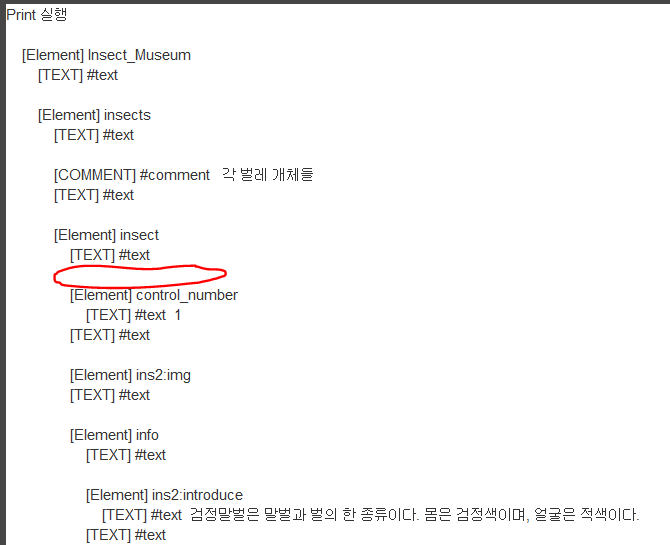 Print 실행
[Element] Insect_Museum
[TEXT] #text
[Element] insects
[TEXT] #text
[COMMENT] #comment 각 벌레 개체들
[TEXT] #text
[Element] insect
[TEXT] #text
[Element] control_number
[TEXT] #text 1
[TEXT] #text
[Element] ins2:img
[TEXT] #text
[Element] info
[TEXT] #text
[Element] ins2:introduce
[TEXT] #text 검정말벌은 말벌과 벌의 한 종류이다. 몸은 검정색이며, 얼굴은 적색이다.
[TEXT] #text